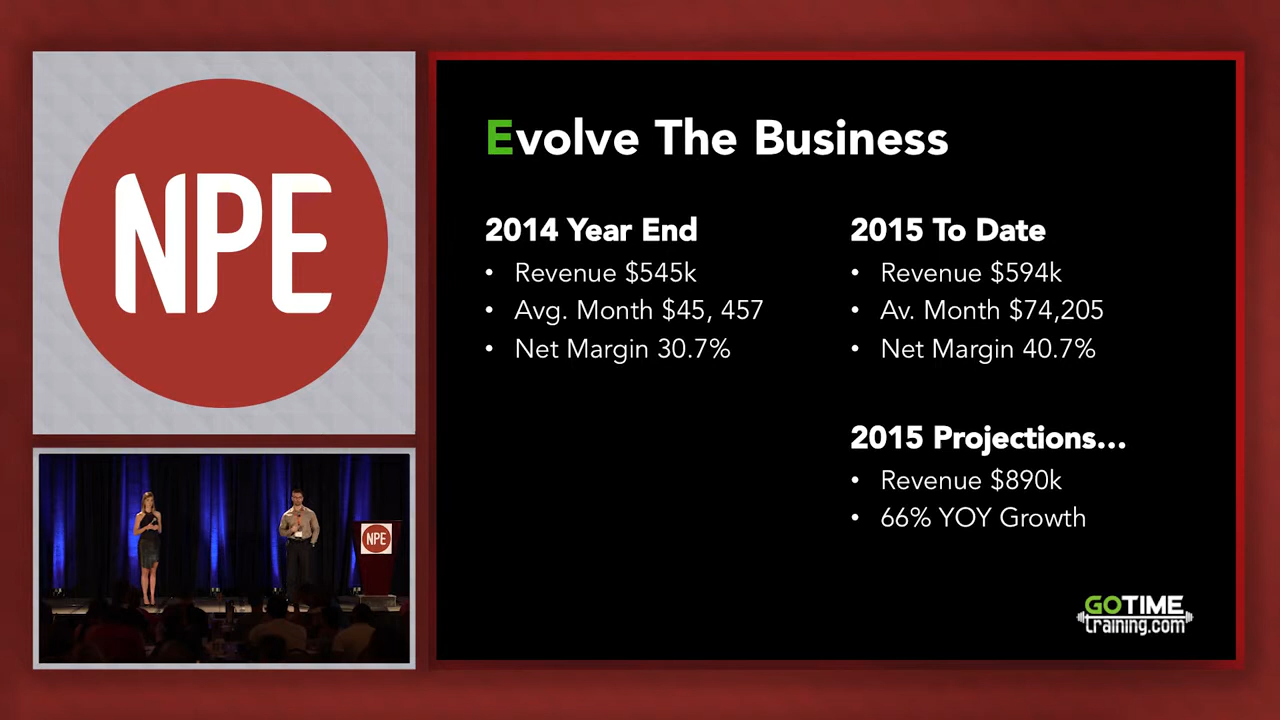 NPE
NPE
Evolve The Business
2014 Year End
• Revenue $545k
• Avg. Month $45, 457
• Net Margin 30.7%
2015 To Date
• Revenue $594k
• Av. Month $74,205
• Net Margin 40.7%
2015 Projections...
• Revenue $890k
• 66% YOY Growth
GOTIME
training.com